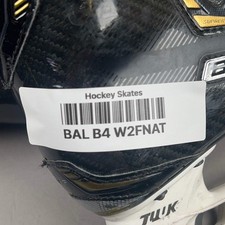 Hockey Skates
BAL B4 W2FNAT
TUUK